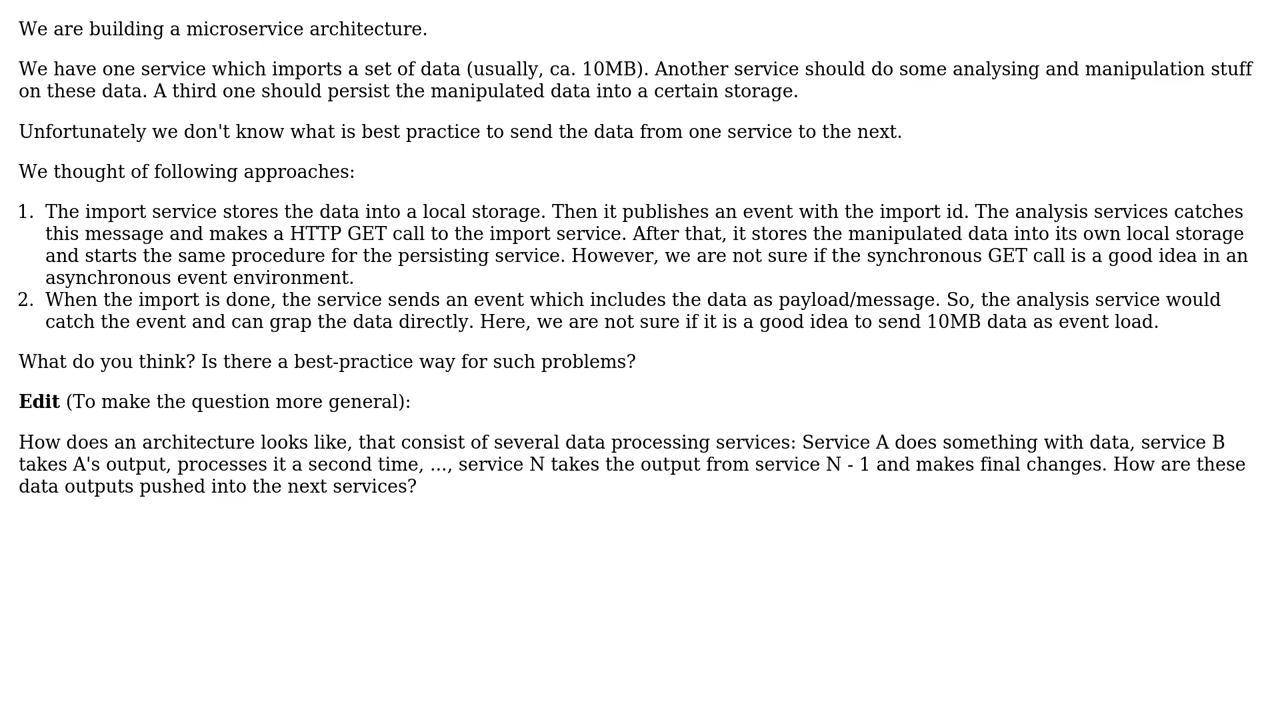 We are building a microservice architecture.
We have one service which imports a set of data (usually, ca. 10MB). Another service should do some analysing and manipulation stuff
on these data. A third one should persist the manipulated data into a certain storage.
Unfortunately we don't know what is best practice to send the data from one service to the next.
We thought of following approaches:
1. The import service stores the data into a local storage. Then it publishes an event with the import id. The analysis services catches
this message and makes a HTTP GET call to the import service. After that, it stores the manipulated data into its own local storage
and starts the same procedure for the persisting service. However, we are not sure if the synchronous GET call is a good idea in an
asynchronous event environment.
2. When the import is done, the service sends an event which includes the data as payload/message. So, the analysis service would
catch the event and can grap the data directly. Here, we are not sure if it is a good idea to send 10MB data as event load.
What do you think? Is there a best-practice way for such problems?
Edit (To make the question more general):
How does an architecture looks like, that consist of several data processing services: Service A does something with data, service B
takes A's output, processes it a second time, ..., service N takes the output from service N - 1 and makes final changes. How are these
data outputs pushed into the next services?